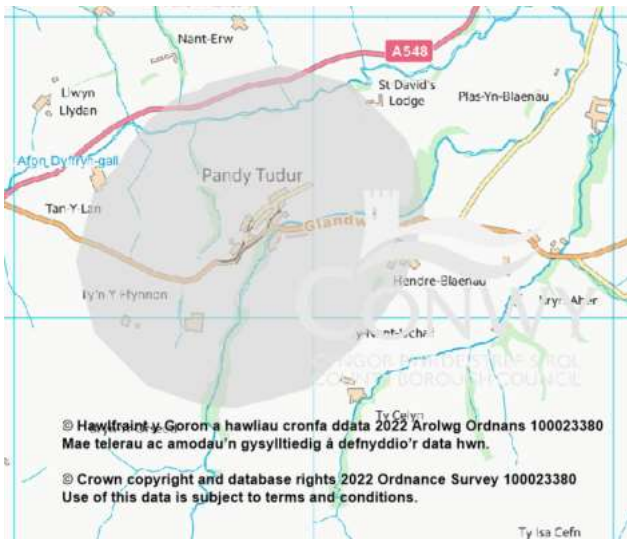 Nant-Erw
A548
Llwyn
Llydan
St David's
Lodge
Plas-Yn-Blaenau
Afon Dyffryn-gall
Pandy Tudur
Tan-Y-Lan
Hendre-Blaenau
Ty'n Y Ffynnon
CONWY
COUNTY BOROUGH COUNCIL
Ty Celyn
© Hawlfraint y Goron a hawliau cronfa ddata 2022 Arolwg Ordnans 100023380
Mae telerau ac amodau'n gysylltiedig â defnyddio'r data hwn.
© Crown copyright and database rights 2022 Ordnance Survey 100023380
Use of this data is subject to terms and conditions.
Ty Isa Cefn